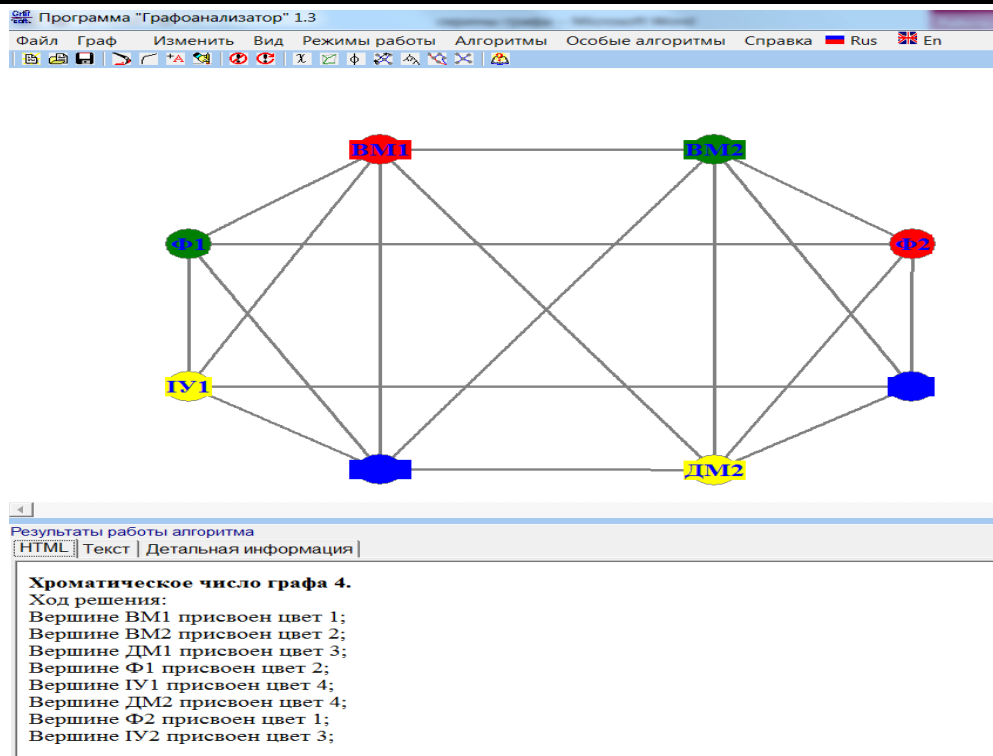 Программа "Графоанализатор" 1.3
Файл Граф Изменить Вид Режимы работы Алгоритмы Особые алгоритмы Справка Rus En
ВМ1 ВМ2
Ф1 Ф2
ІУ1
ДМ2
Результаты работы алгоритма
HTML Текст Детальная информация
Хроматическое число графа 4.
Ход решения:
Вершине ВМ1 присвоен цвет 1;
Вершине ВМ2 присвоен цвет 2;
Вершине ДМ1 присвоен цвет 3;
Вершине Ф1 присвоен цвет 2;
Вершине ІУ1 присвоен цвет 4;
Вершине ДМ2 присвоен цвет 4;
Вершине Ф2 присвоен цвет 1;
Вершине ІУ2 присвоен цвет 3;